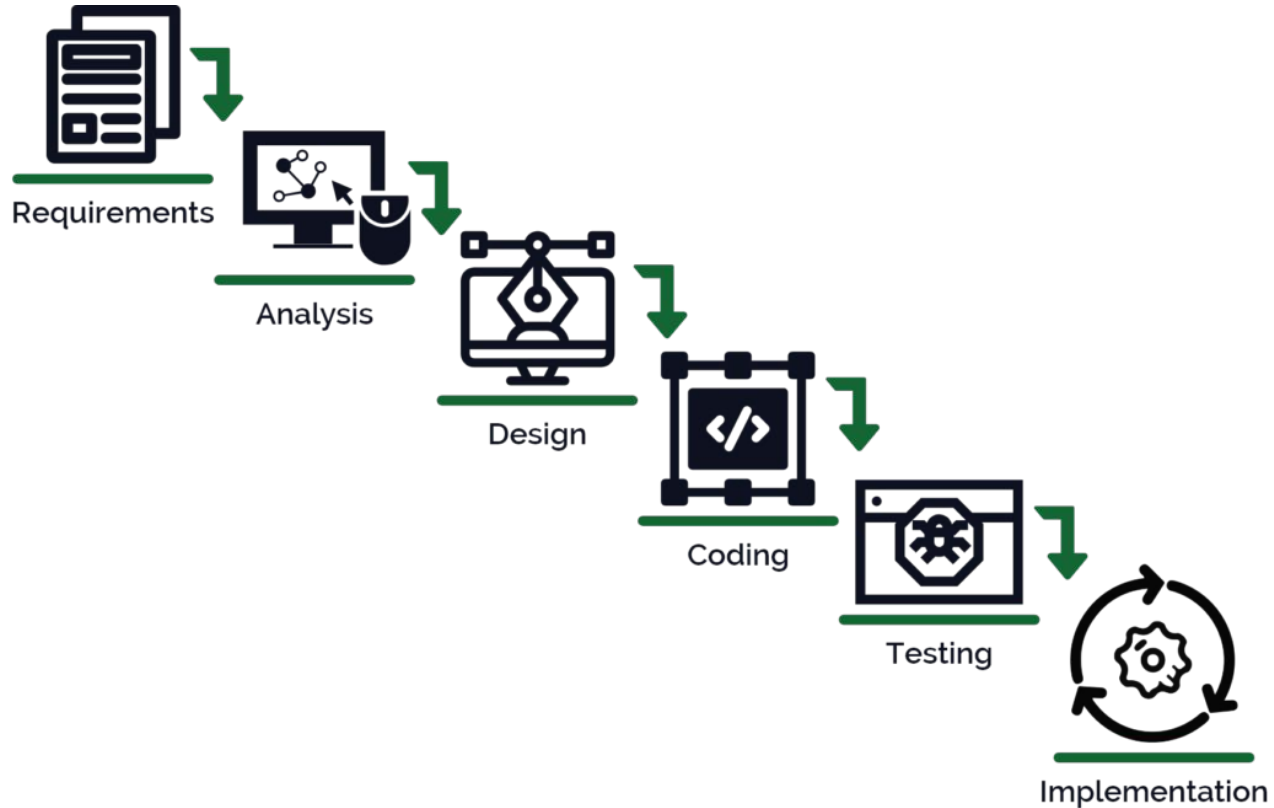 Requirements
Analysis
Design
</>
Coding
Testing
Implementation